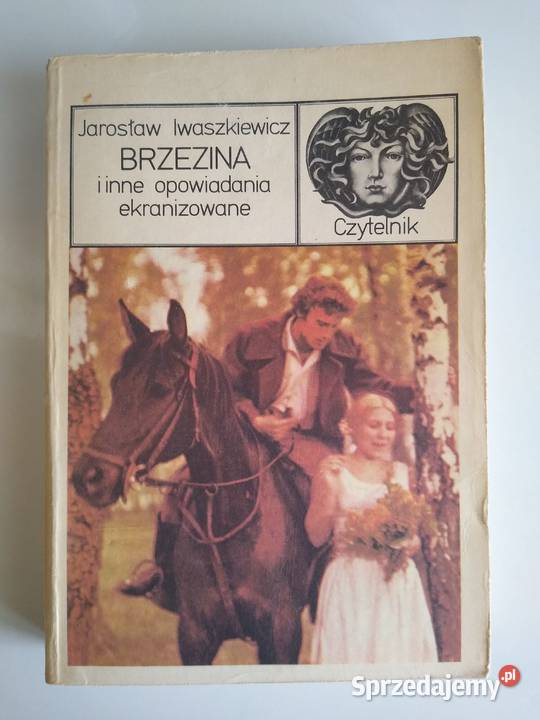 Jarosław Iwaszkiewicz
BRZEZINA
i inne opowiadania
ekranizowane
Czytelnik
Sprzedajemy.pl